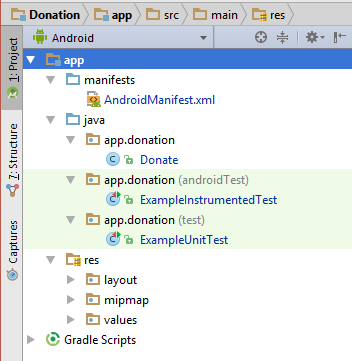 Donation app src main res
Android
app
manifests
AndroidManifest.xml
java
app.donation
Donate
app.donation (androidTest)
ExampleInstrumentedTest
app.donation (test)
ExampleUnitTest
res
layout
mipmap
values
Gradle Scripts
1: Project
7: Structure
Captures